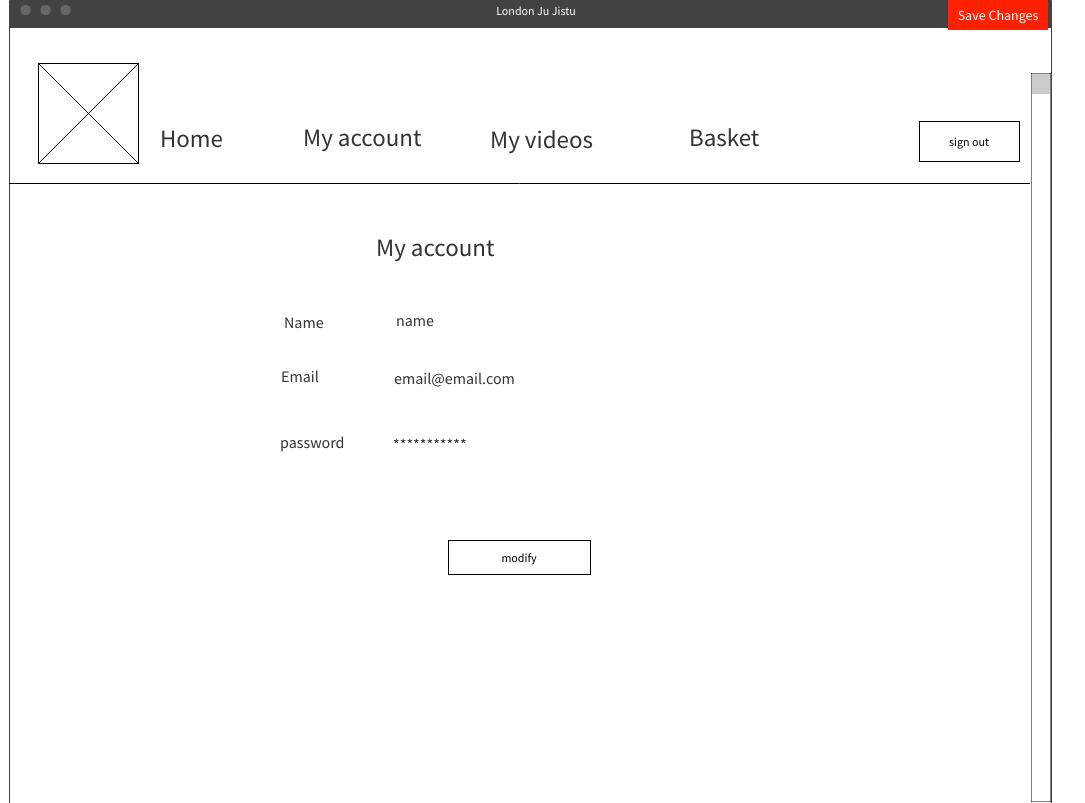 London Ju Jistu
Save Changes
Home
My account
My videos
Basket
sign out
My account
Name
name
Email
email@email.com
password
***********
modify